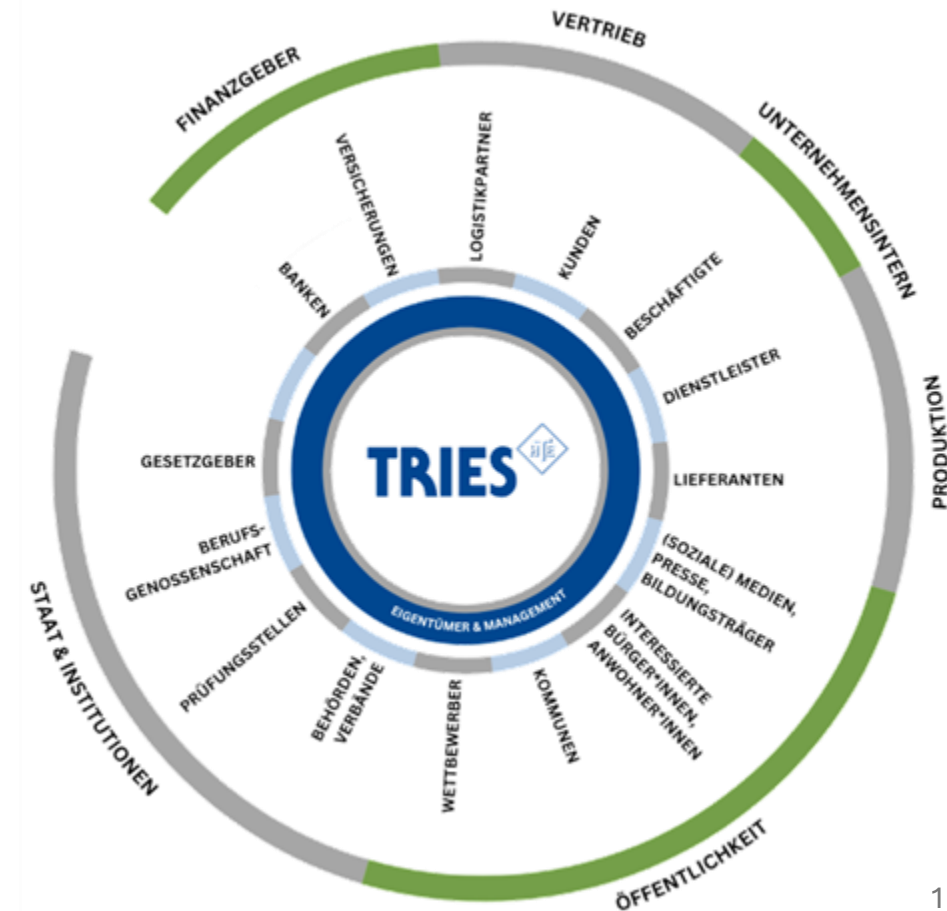 FINANZGEBER
VERTRIEB
UNTERNEHMENSINTERN
PRODUKTION
ÖFFENTLICHKEIT
STAAT & INSTITUTIONEN
BANKEN
VERSICHERUNGEN
LOGISTIKPARTNER
KUNDEN
BESCHÄFTIGTE
DIENSTLEISTER
LIEFERANTEN
(SOZIALE) MEDIEN,
PRESSE,
BILDUNGSTRÄGER
INTERESSIERTE
BÜRGER*INNEN,
ANWOHNER*INNEN
KOMMUNEN
WETTBEWERBER
BEHÖRDEN,
VERBÄNDE
PRÜFUNGSSTELLEN
BERUFS-
GENOSSENSCHAFT
GESETZGEBER
TRIES
EIGENTÜMER & MANAGEMENT
1